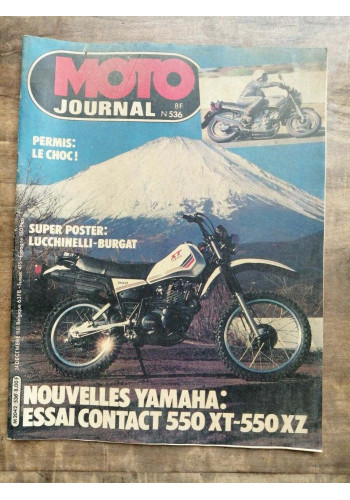 MOTO
JOURNAL
8F
N 536
PERMIS:
LE CHOC!
SUPER POSTER:
LUCCHINELLI-BURGAT
XT
NOUVELLES YAMAHA:
ESSAI CONTACT 550 XT-550 XZ